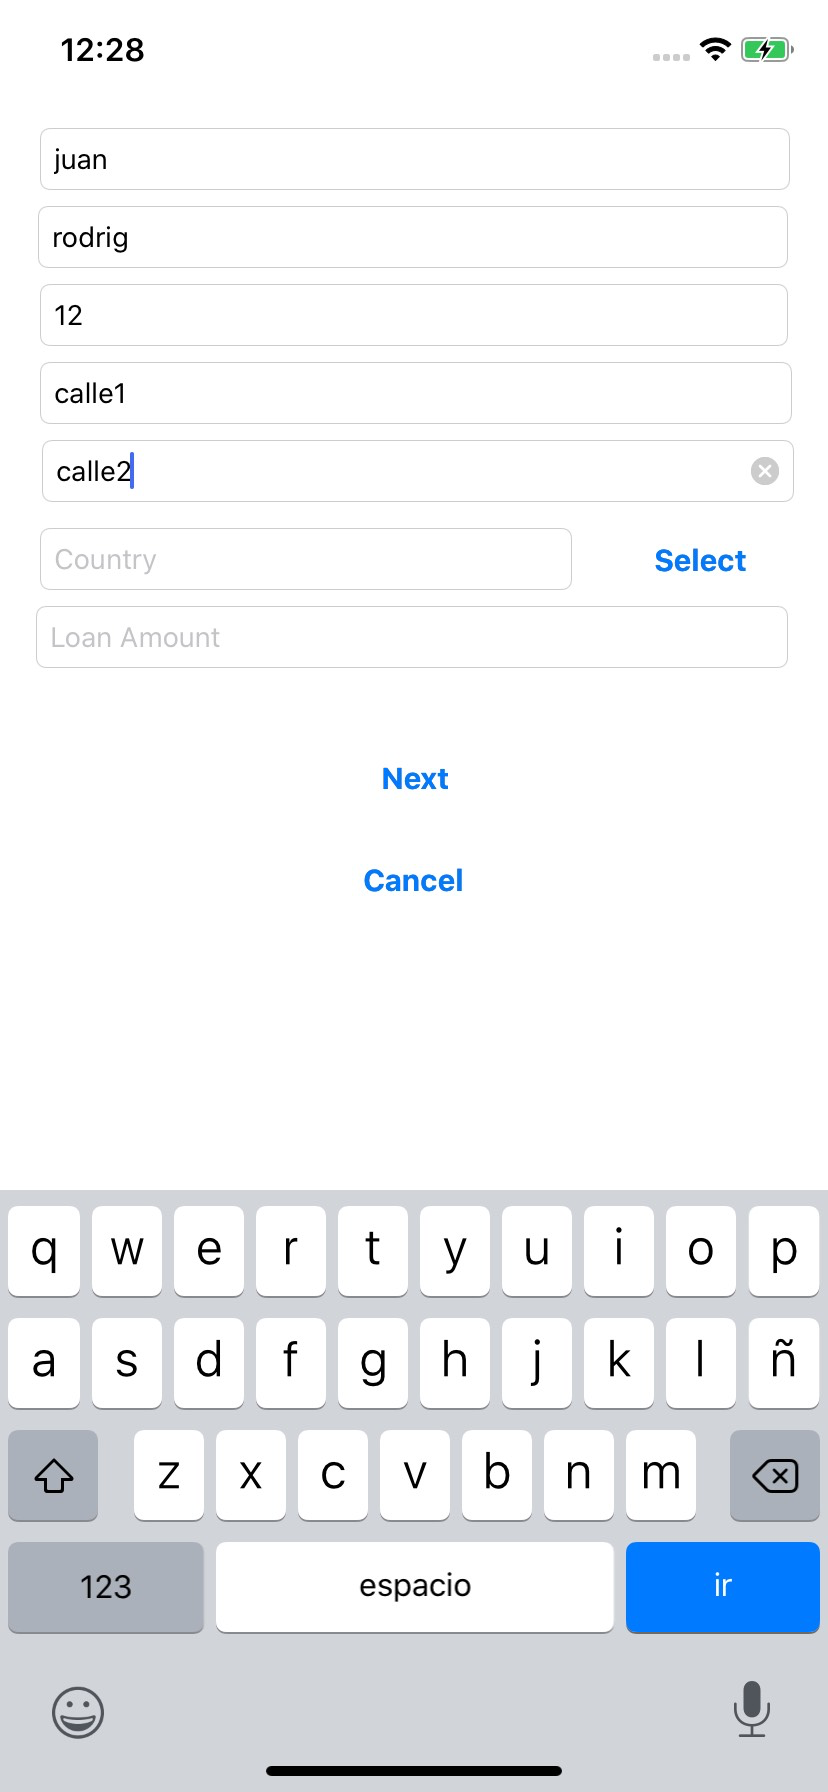 12:28
juan
rodrig
12
calle1
calle2
Country
Select
Loan Amount
Next
Cancel
q w e r t y u i o p
a s d f g h j k l ñ
z x c v b n m
123 espacio ir